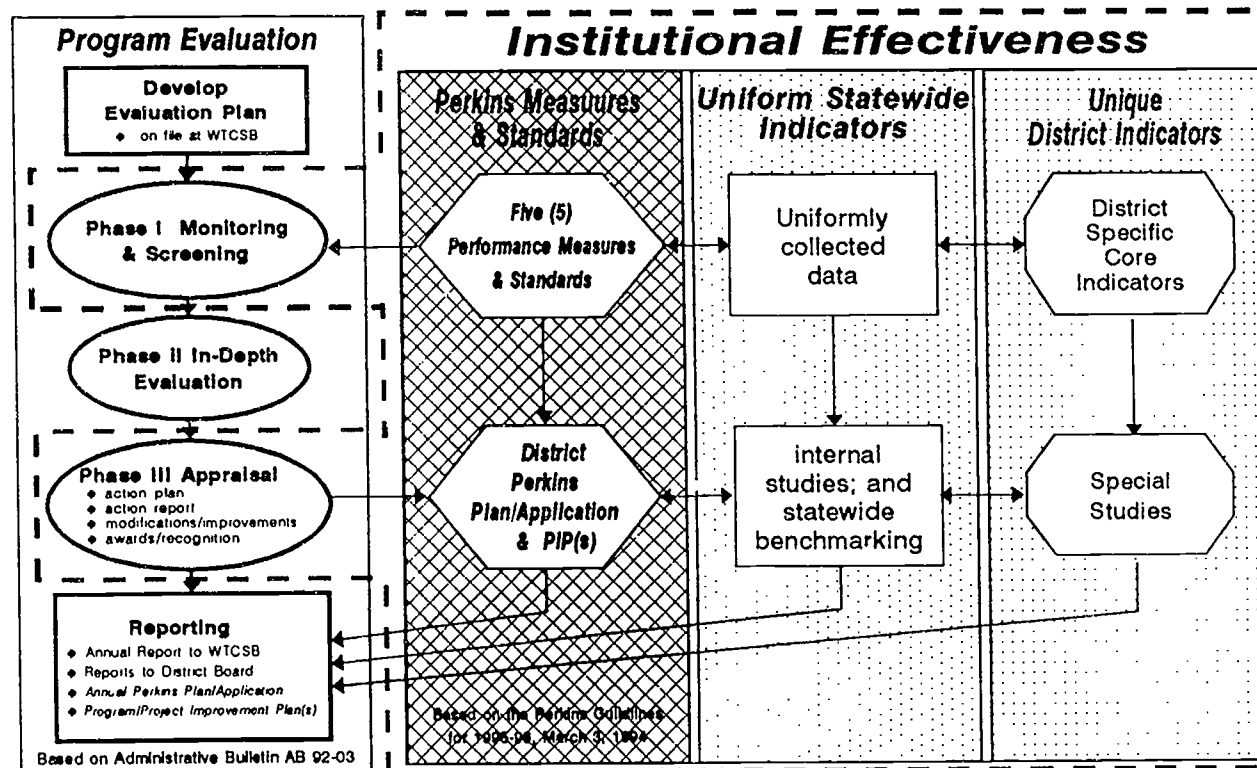 Program Evaluation
Develop
Evaluation Plan
◆ on file at WTCSB
Phase I Monitoring
& Screening
Phase II In-Depth
Evaluation
Phase III Appraisal
◆ action plan
◆ action report
◆ modifications/improvements
◆ awards/recognition
Reporting
◆ Annual Report to WTCSB
◆ Reports to District Board
◆ Annual Perkins Plan/Application
◆ Program/Project Improvement Plan(s)
Based on Administrative Bulletin AB 92-03
Institutional Effectiveness
Perkins Measuures
& Standards
Five (5)
Performance Measures
& Standards
District
Perkins
Plan/Application
& PIP(s)
Based on the Perkins Guidelines
for March 3, 1994
Uniform Statewide
Indicators
Uniformly
collected
data
internal
studies; and
statewide
benchmarking
Unique
District Indicators
District
Specific
Core
Indicators
Special
Studies